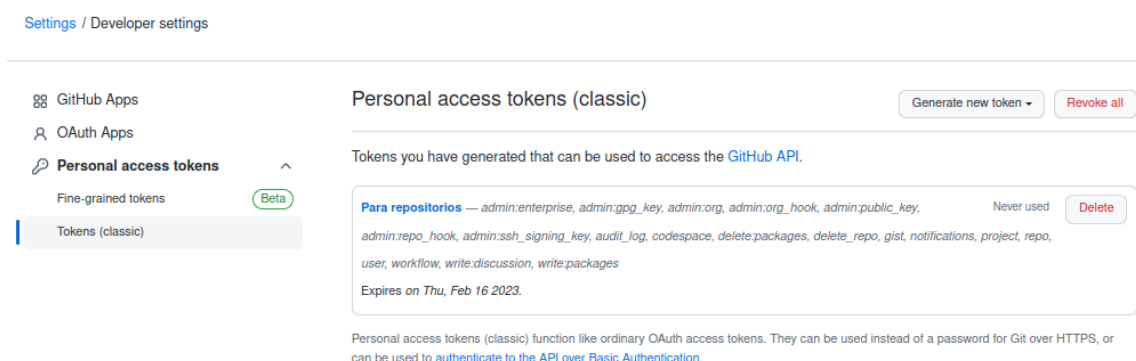 Settings / Developer settings
GitHub Apps
OAuth Apps
Personal access tokens
Fine-grained tokens Beta
Tokens (classic)
Personal access tokens (classic)
Generate new token
Revoke all
Tokens you have generated that can be used to access the GitHub API.
Para repositorios — admin:enterprise, admin:gpg_key, admin:org, admin:org_hook, admin:public_key,
Never used
Delete
admin:repo_hook, admin:ssh_signing_key, audit_log, codespace, delete:packages, delete_repo, gist, notifications, project, repo,
user, workflow, write:discussion, write:packages
Expires on Thu, Feb 16 2023.
Personal access tokens (classic) function like ordinary OAuth access tokens. They can be used instead of a password for Git over HTTPS, or
can be used to authenticate to the API over Basic Authentication.